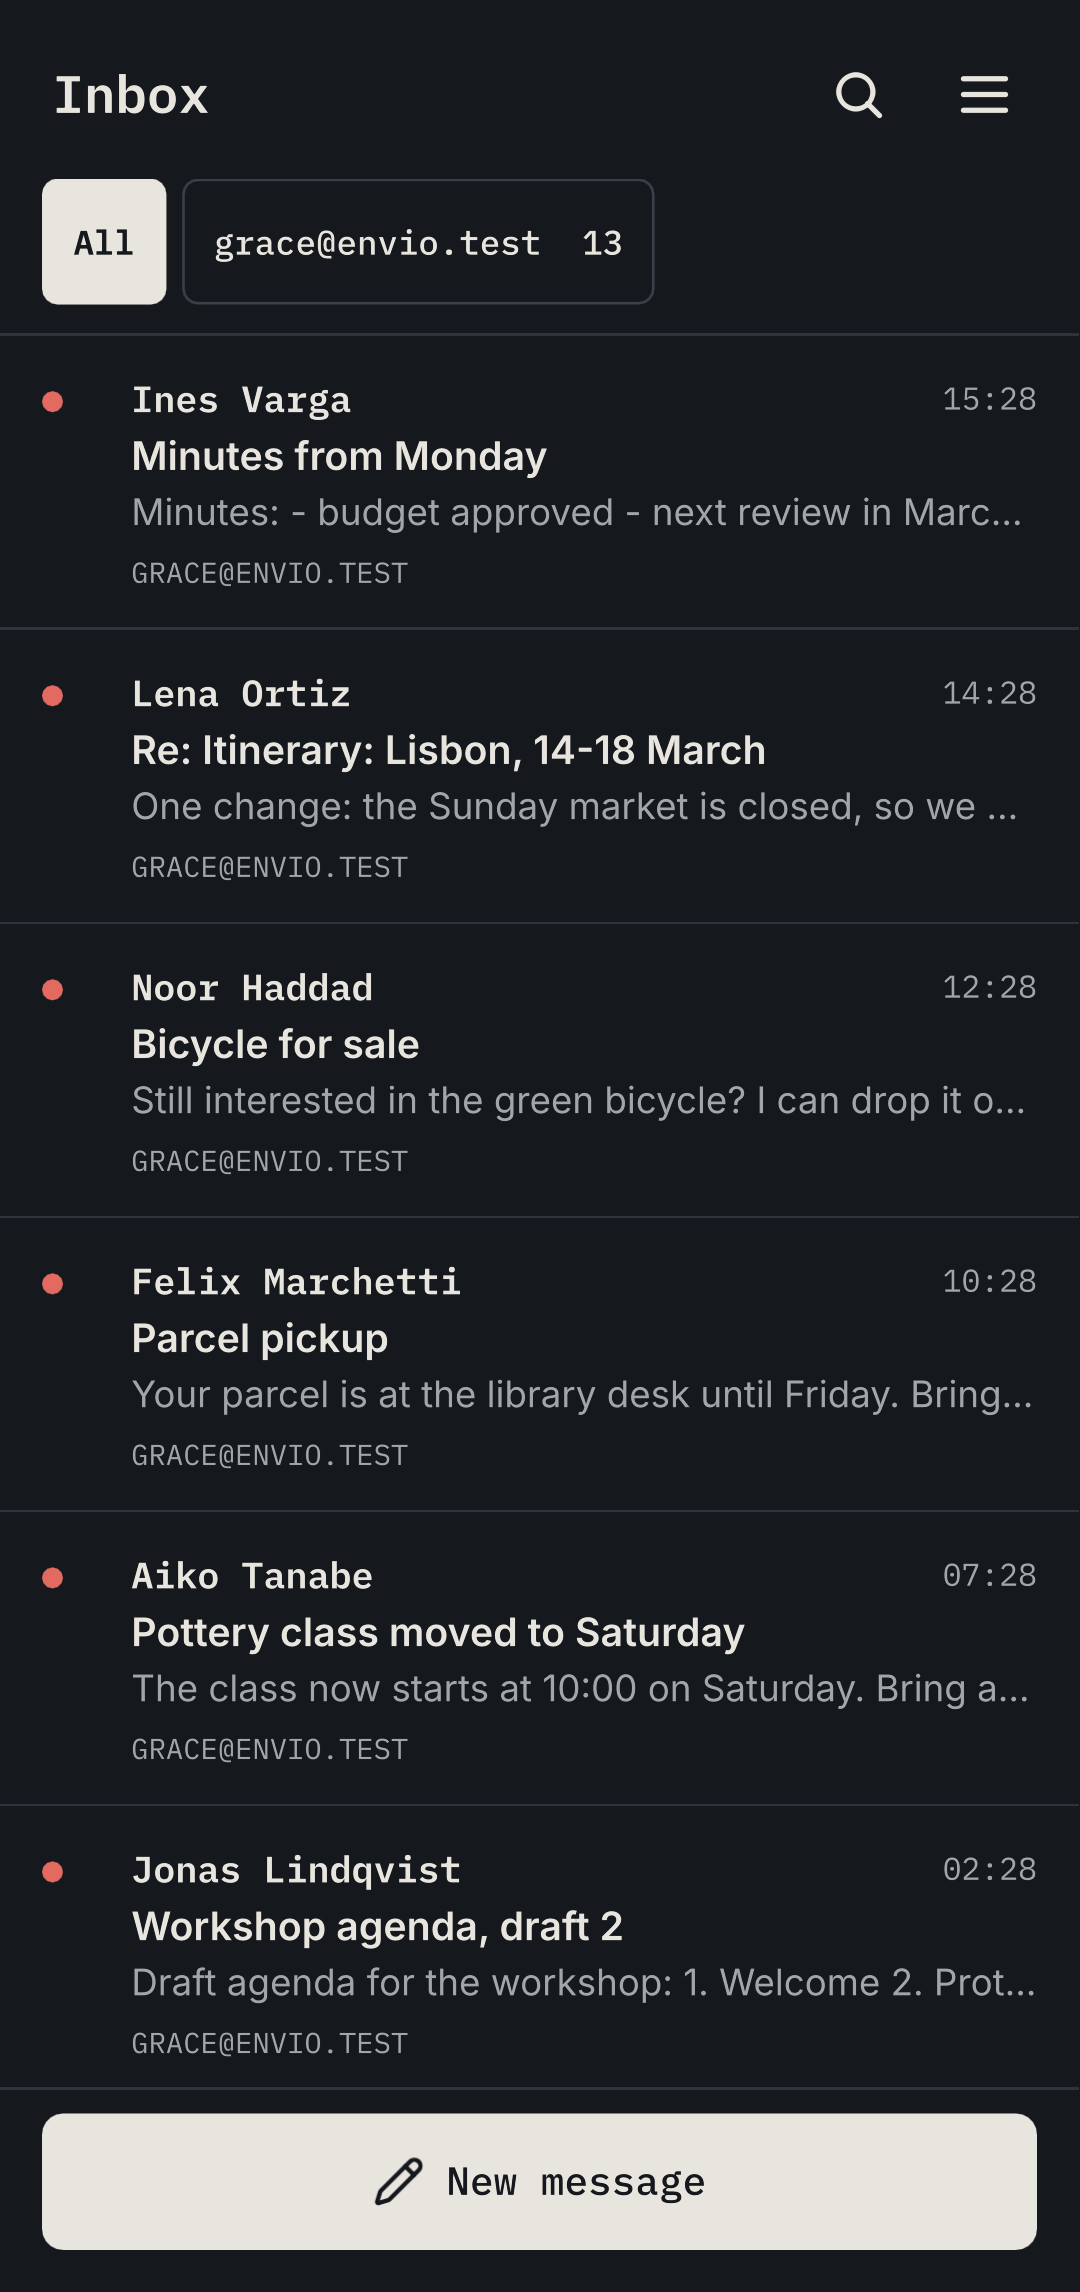 Inbox
All
grace@envio.test 13
Ines Varga 15:28
Minutes from Monday
Minutes: - budget approved - next review in Marc...
GRACE@ENVIO.TEST
Lena Ortiz 14:28
Re: Itinerary: Lisbon, 14-18 March
One change: the Sunday market is closed, so we ...
GRACE@ENVIO.TEST
Noor Haddad 12:28
Bicycle for sale
Still interested in the green bicycle? I can drop it o...
GRACE@ENVIO.TEST
Felix Marchetti 10:28
Parcel pickup
Your parcel is at the library desk until Friday. Bring...
GRACE@ENVIO.TEST
Aiko Tanabe 07:28
Pottery class moved to Saturday
The class now starts at 10:00 on Saturday. Bring a...
GRACE@ENVIO.TEST
Jonas Lindqvist 02:28
Workshop agenda, draft 2
Draft agenda for the workshop: 1. Welcome 2. Prot...
GRACE@ENVIO.TEST
New message